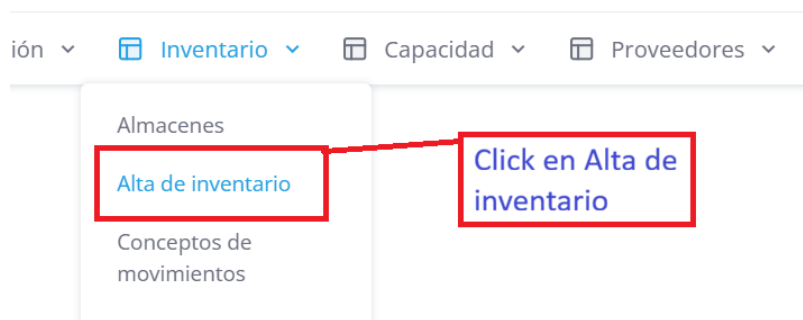 ión Inventario Capacidad Proveedores
Almacenes
Alta de inventario
Conceptos de
movimientos
Click en Alta de
inventario